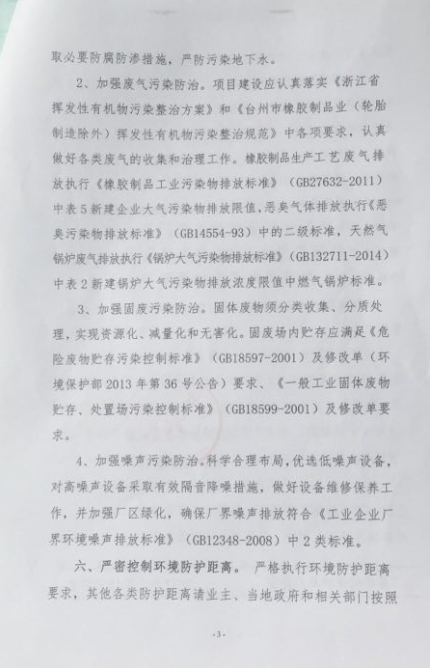 取必要防腐防渗措施，严防污染地下水。
2、加强废气污染防治。项目建设应认真落实《浙江省
挥发性有机物污染整治方案》和《台州市橡胶制品业（轮胎
制造除外）挥发性有机物污染整治规范》中各项要求，认真
做好各类废气的收集和治理工作。橡胶制品生产工艺废气排
放执行《橡胶制品工业污染物排放标准》（GB27632-2011）
中表5新建企业大气污染物排放限值,恶臭气体排放执行《恶
臭污染物排放标准》（GB14554-93）中的二级标准，天然气
锅炉废气排放执行《锅炉大气污染物排放标准》（GB132711-2014）
中表2新建锅炉大气污染物排放浓度限值中燃气锅炉标准。
3、加强固废污染防治。固体废物须分类收集、分质处
理，实现资源化、减量化和无害化。固废场内贮存应满足《危
险废物贮存污染控制标准》（GB18597-2001）及修改单（环
境保护部2013年第36号公告）要求、《一般工业固体废物
贮存、处置场污染控制标准》（GB18599-2001）及修改单要
求。
4、加强噪声污染防治。科学合理布局,优选低噪声设备,
对高噪声设备采取有效隔音降噪措施，做好设备维修保养工
作，并加强厂区绿化，确保厂界噪声排放符合《工业企业厂
界环境噪声排放标准》（GB12348-2008）中2类标准。
六、严密控制环境防护距离。严格执行环境防护距离
要求，其他各类防护距离请业主、当地政府和相关部门按照
-3-